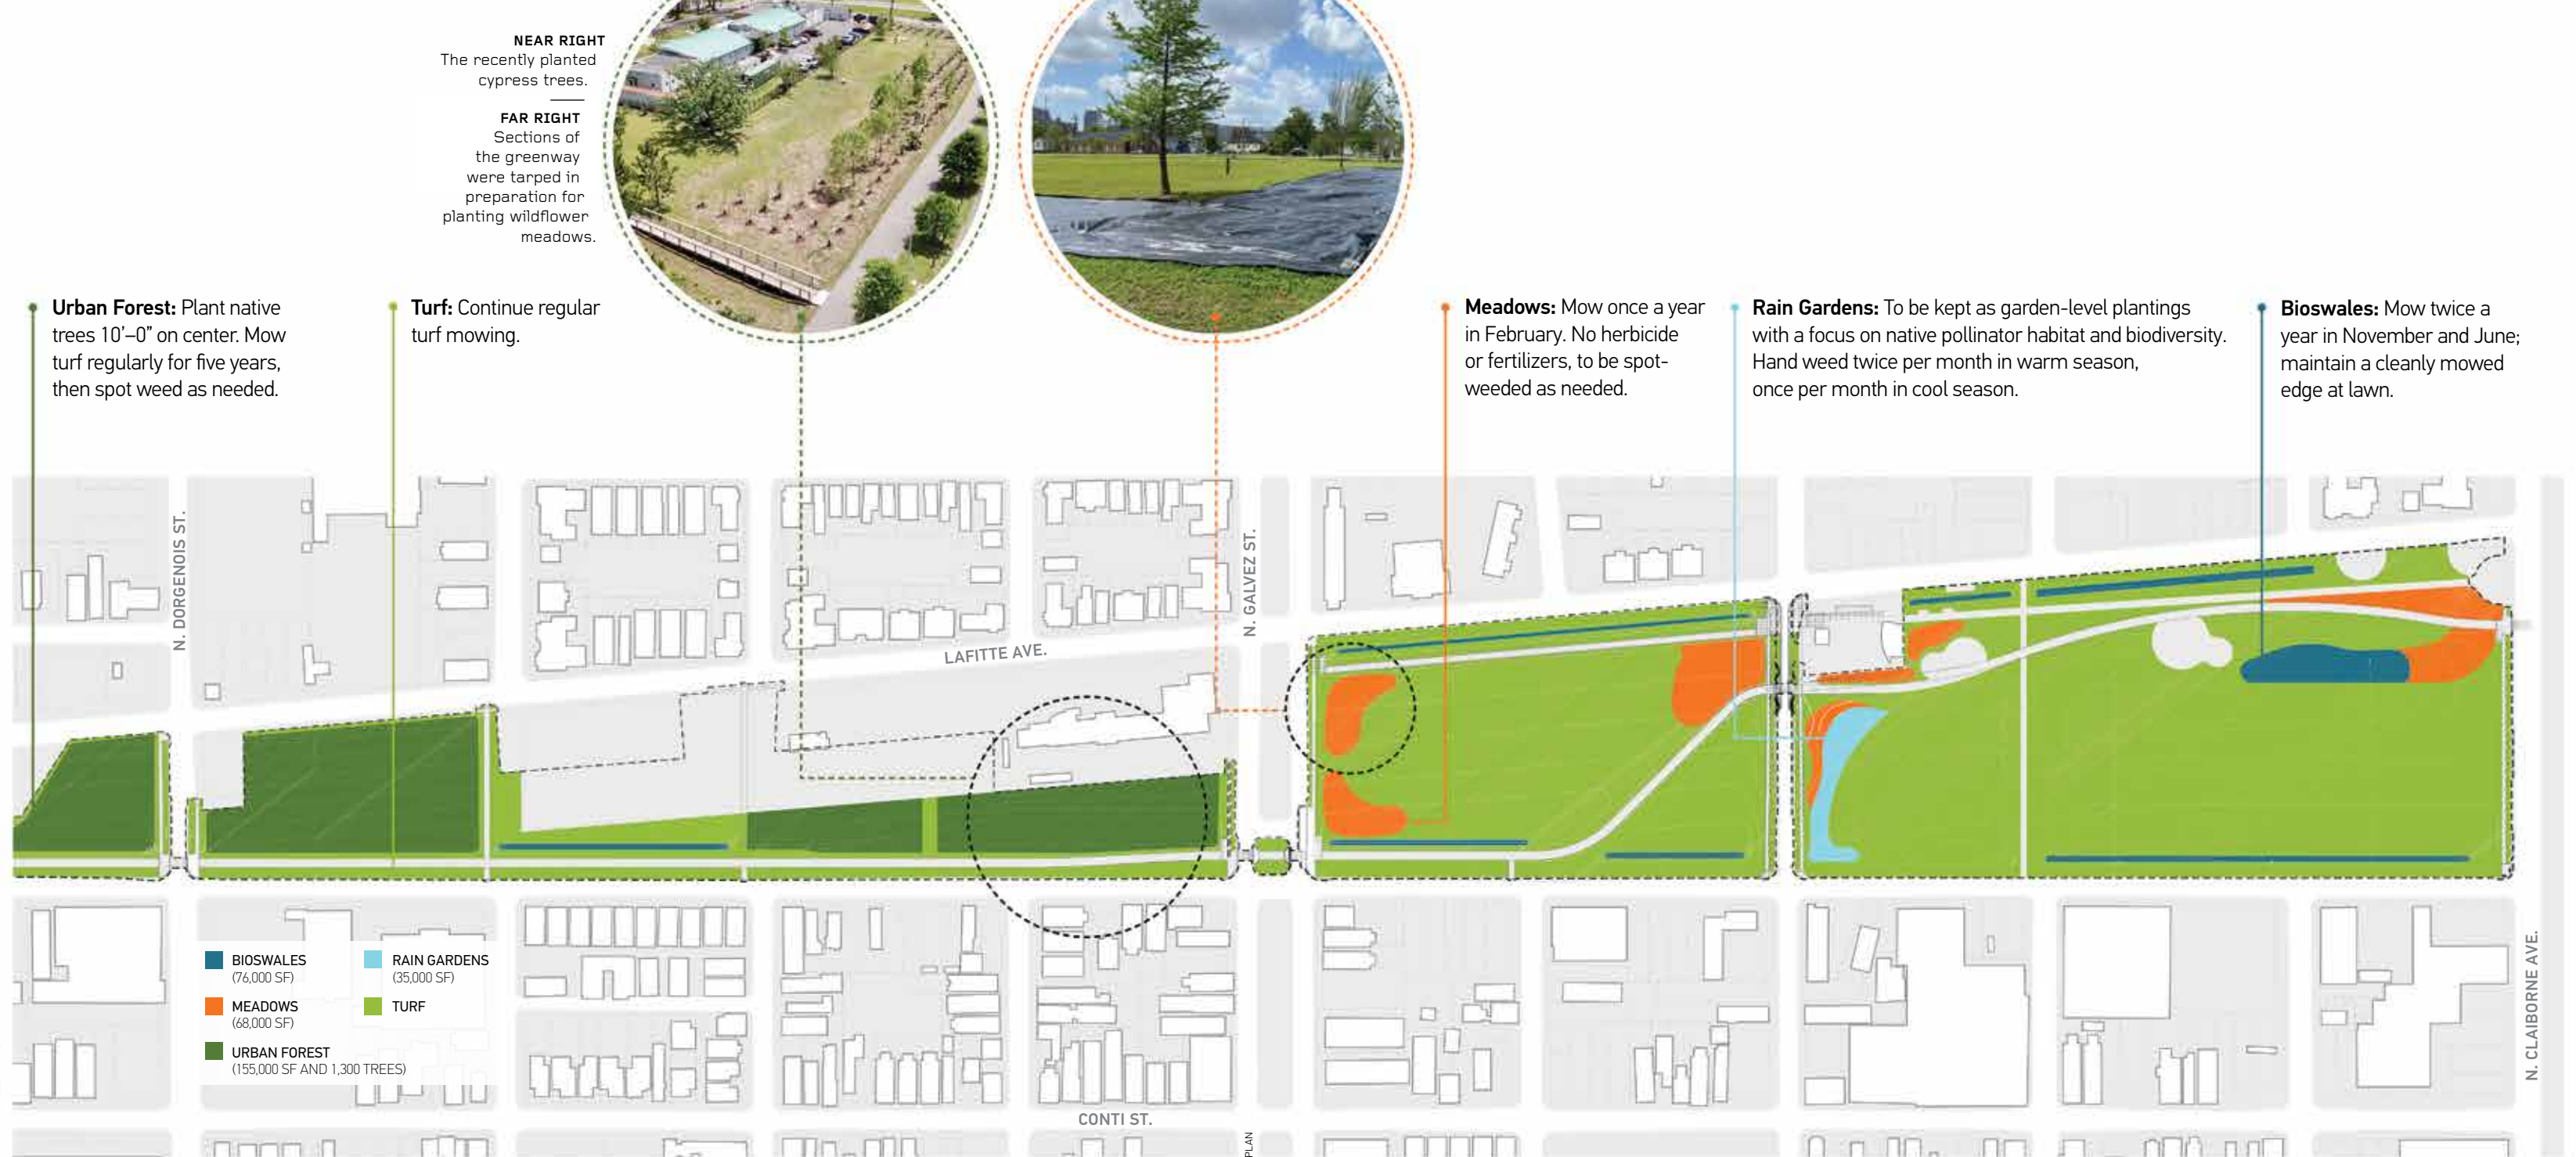 NEAR RIGHT
The recently planted
cypress trees.
FAR RIGHT
Sections of
the greenway
were tarped in
preparation for
planting wildflower
meadows.
Urban Forest: Plant native
trees 10’–0” on center. Mow
turf regularly for five years,
then spot weed as needed.
Turf: Continue regular
turf mowing.
Meadows: Mow once a year
in February. No herbicide
or fertilizers, to be spot-
weeded as needed.
Rain Gardens: To be kept as garden-level plantings
with a focus on native pollinator habitat and biodiversity.
Hand weed twice per month in warm season,
once per month in cool season.
Bioswales: Mow twice a
year in November and June;
maintain a cleanly mowed
edge at lawn.
N. DORGENOIS ST.
LAFITTE AVE.
N. GALVEZ ST.
BIOSWALES
(76,000 SF)
MEADOWS
(68,000 SF)
URBAN FOREST
(155,000 SF AND 1,300 TREES)
RAIN GARDENS
(35,000 SF)
TURF
CONTI ST.
PLAN
N. CLAIBORNE AVE.